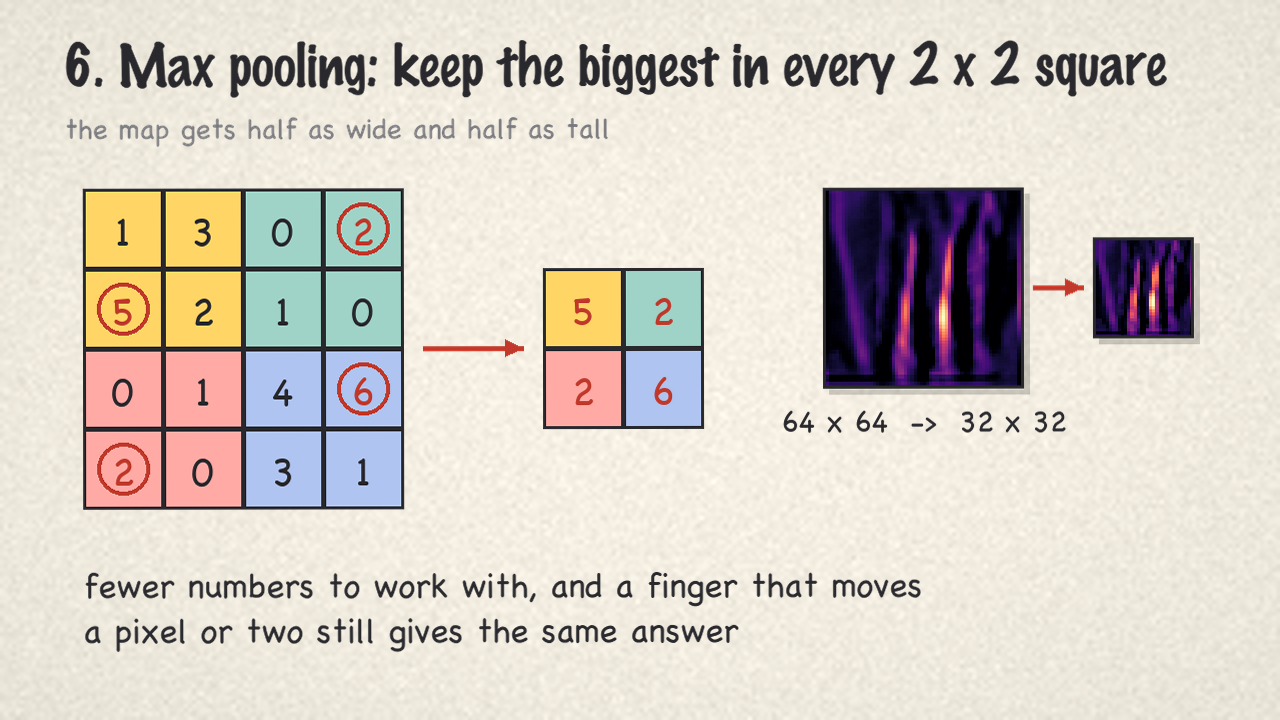 6. Max pooling: keep the biggest in every 2 x 2 square
the map gets half as wide and half as tall
1 3 0 2
5 2 1 0
0 1 4 6
2 0 3 1
5 2
2 6
64 x 64 -> 32 x 32
fewer numbers to work with, and a finger that moves
a pixel or two still gives the same answer